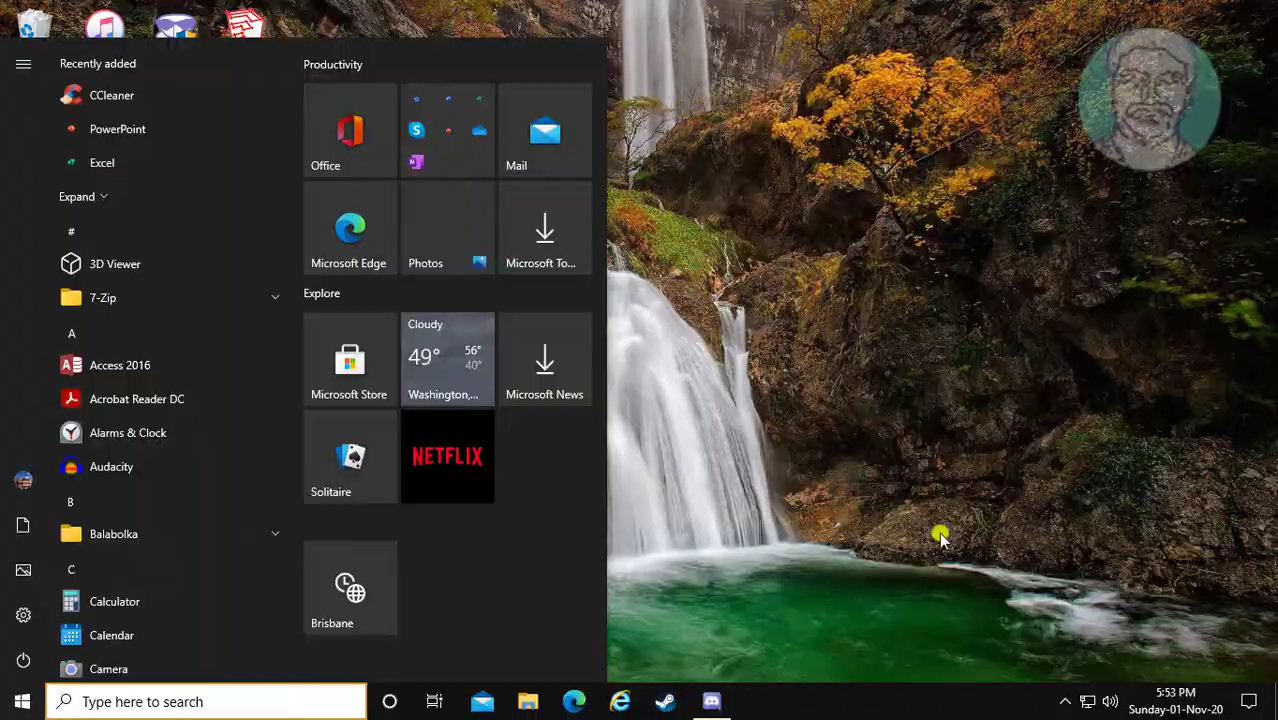 Recently added
CCleaner
PowerPoint
Excel
Expand
#
3D Viewer
7-Zip
A
Access 2016
Acrobat Reader DC
Alarms & Clock
Audacity
B
Balabolka
C
Calculator
Calendar
Camera
Productivity
Office
Mail
Microsoft Edge
Photos
Microsoft To...
Explore
Microsoft Store
Cloudy
49° 56°
40°
Washington,...
Microsoft News
Solitaire
NETFLIX
Brisbane
Type here to search
5:53 PM
Sunday-01-Nov-20